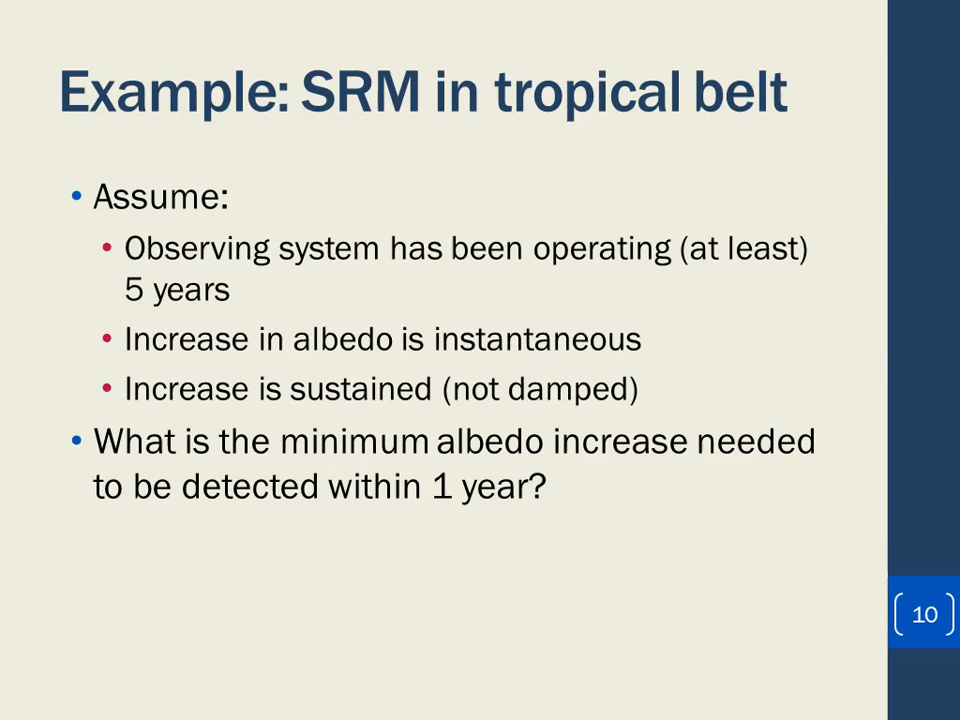 Example: SRM in tropical belt
• Assume:
• Observing system has been operating (at least)
5 years
• Increase in albedo is instantaneous
• Increase is sustained (not damped)
• What is the minimum albedo increase needed
to be detected within 1 year?
10